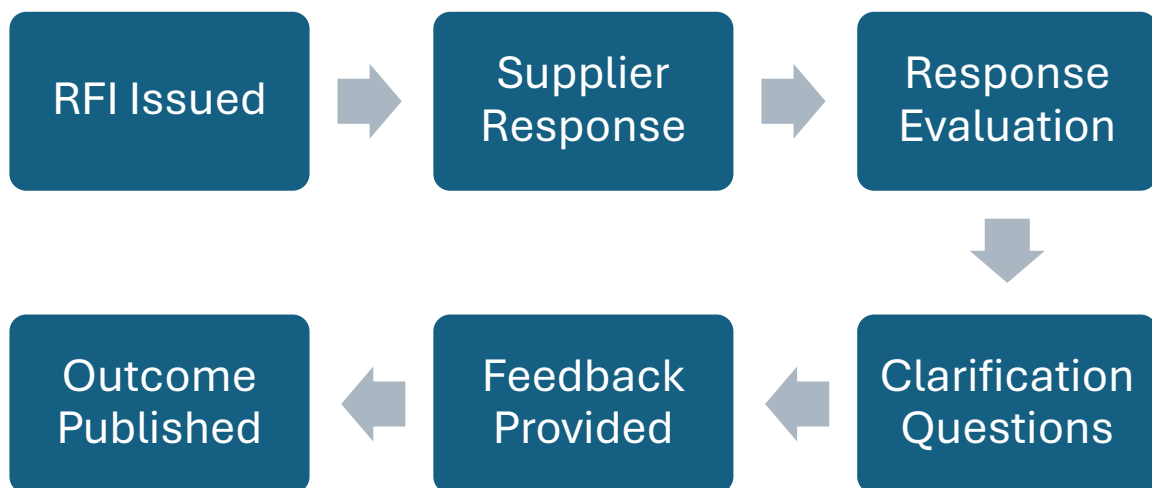 RFI Issued
Supplier
Response
Response
Evaluation
Clarification
Questions
Feedback
Provided
Outcome
Published